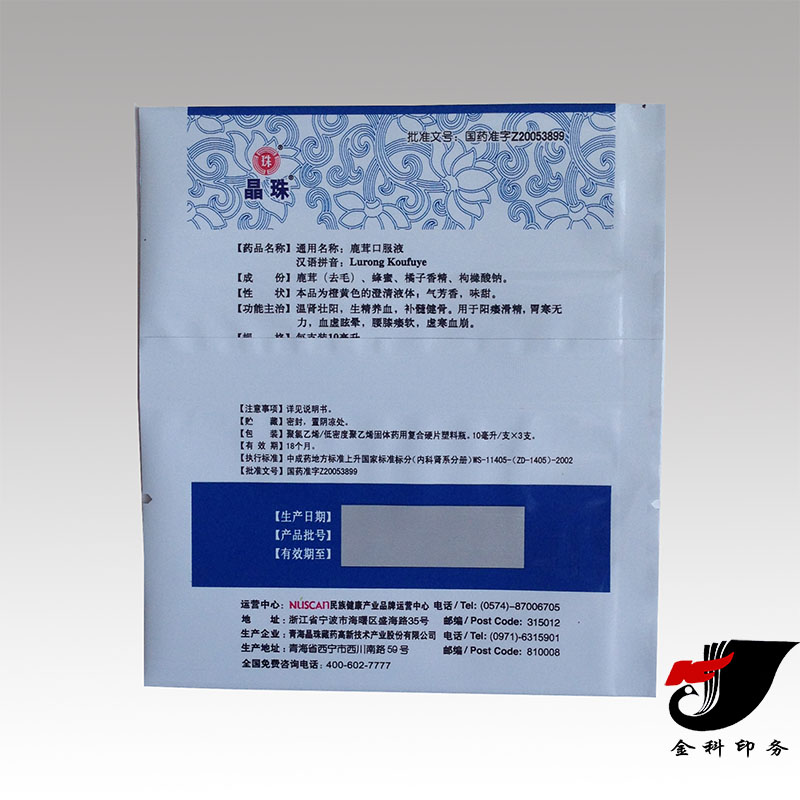 批准文号：国药准字Z20053899
珠®
晶珠®
【药品名称】通用名称：鹿茸口服液
汉语拼音：Lurong Koufuye
【成　　份】鹿茸（去毛）、蜂蜜、橘子香精、枸橼酸钠。
【性　　状】本品为橙黄色的澄清液体；气芳香，味甜。
【功能主治】温肾壮阳，生精养血，补髓健骨。用于阳痿滑精，胃寒无
力，血虚眩晕，腰膝痿软，虚寒血崩。
【规　　格】每支装10毫升
【注意事项】详见说明书。
【贮　　藏】密封，置阴凉处。
【包　　装】聚氯乙烯/低密度聚乙烯固体药用复合硬片塑料瓶。10毫升/支×3支。
【有 效 期】18个月。
【执行标准】中成药地方标准上升国家标准标分（内科肾系分册）WS-11405-（ZD-1405）-2002
【批准文号】国药准字Z20053899
【生产日期】
【产品批号】
【有效期至】
运营中心：NUSCAN民族健康产业品牌运营中心 电话 / Tel: (0574)-87006705
地　　址：浙江省宁波市海曙区盛海路35号 邮编 / Post Code: 315012
生产企业：青海晶珠藏药高新技术产业股份有限公司 电话 / Tel: (0971)-6315901
生产地址：青海省西宁市西川南路59号 邮编 / Post Code: 810008
全国免费咨询电话：400-602-7777
金科印务